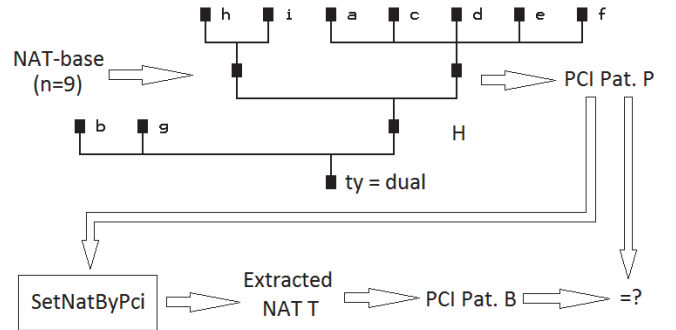 h i a c d e f
NAT-base
(n=9)
PCI Pat. P
b g
H
ty = dual
SetNatByPci
Extracted
NAT T
PCI Pat. B
=?